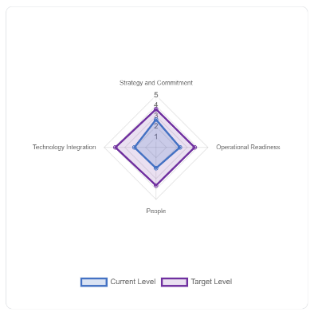 Strategy and Commitment
5
4
3
2
1
Technology Integration
Operational Readiness
People
Current Level
Target Level